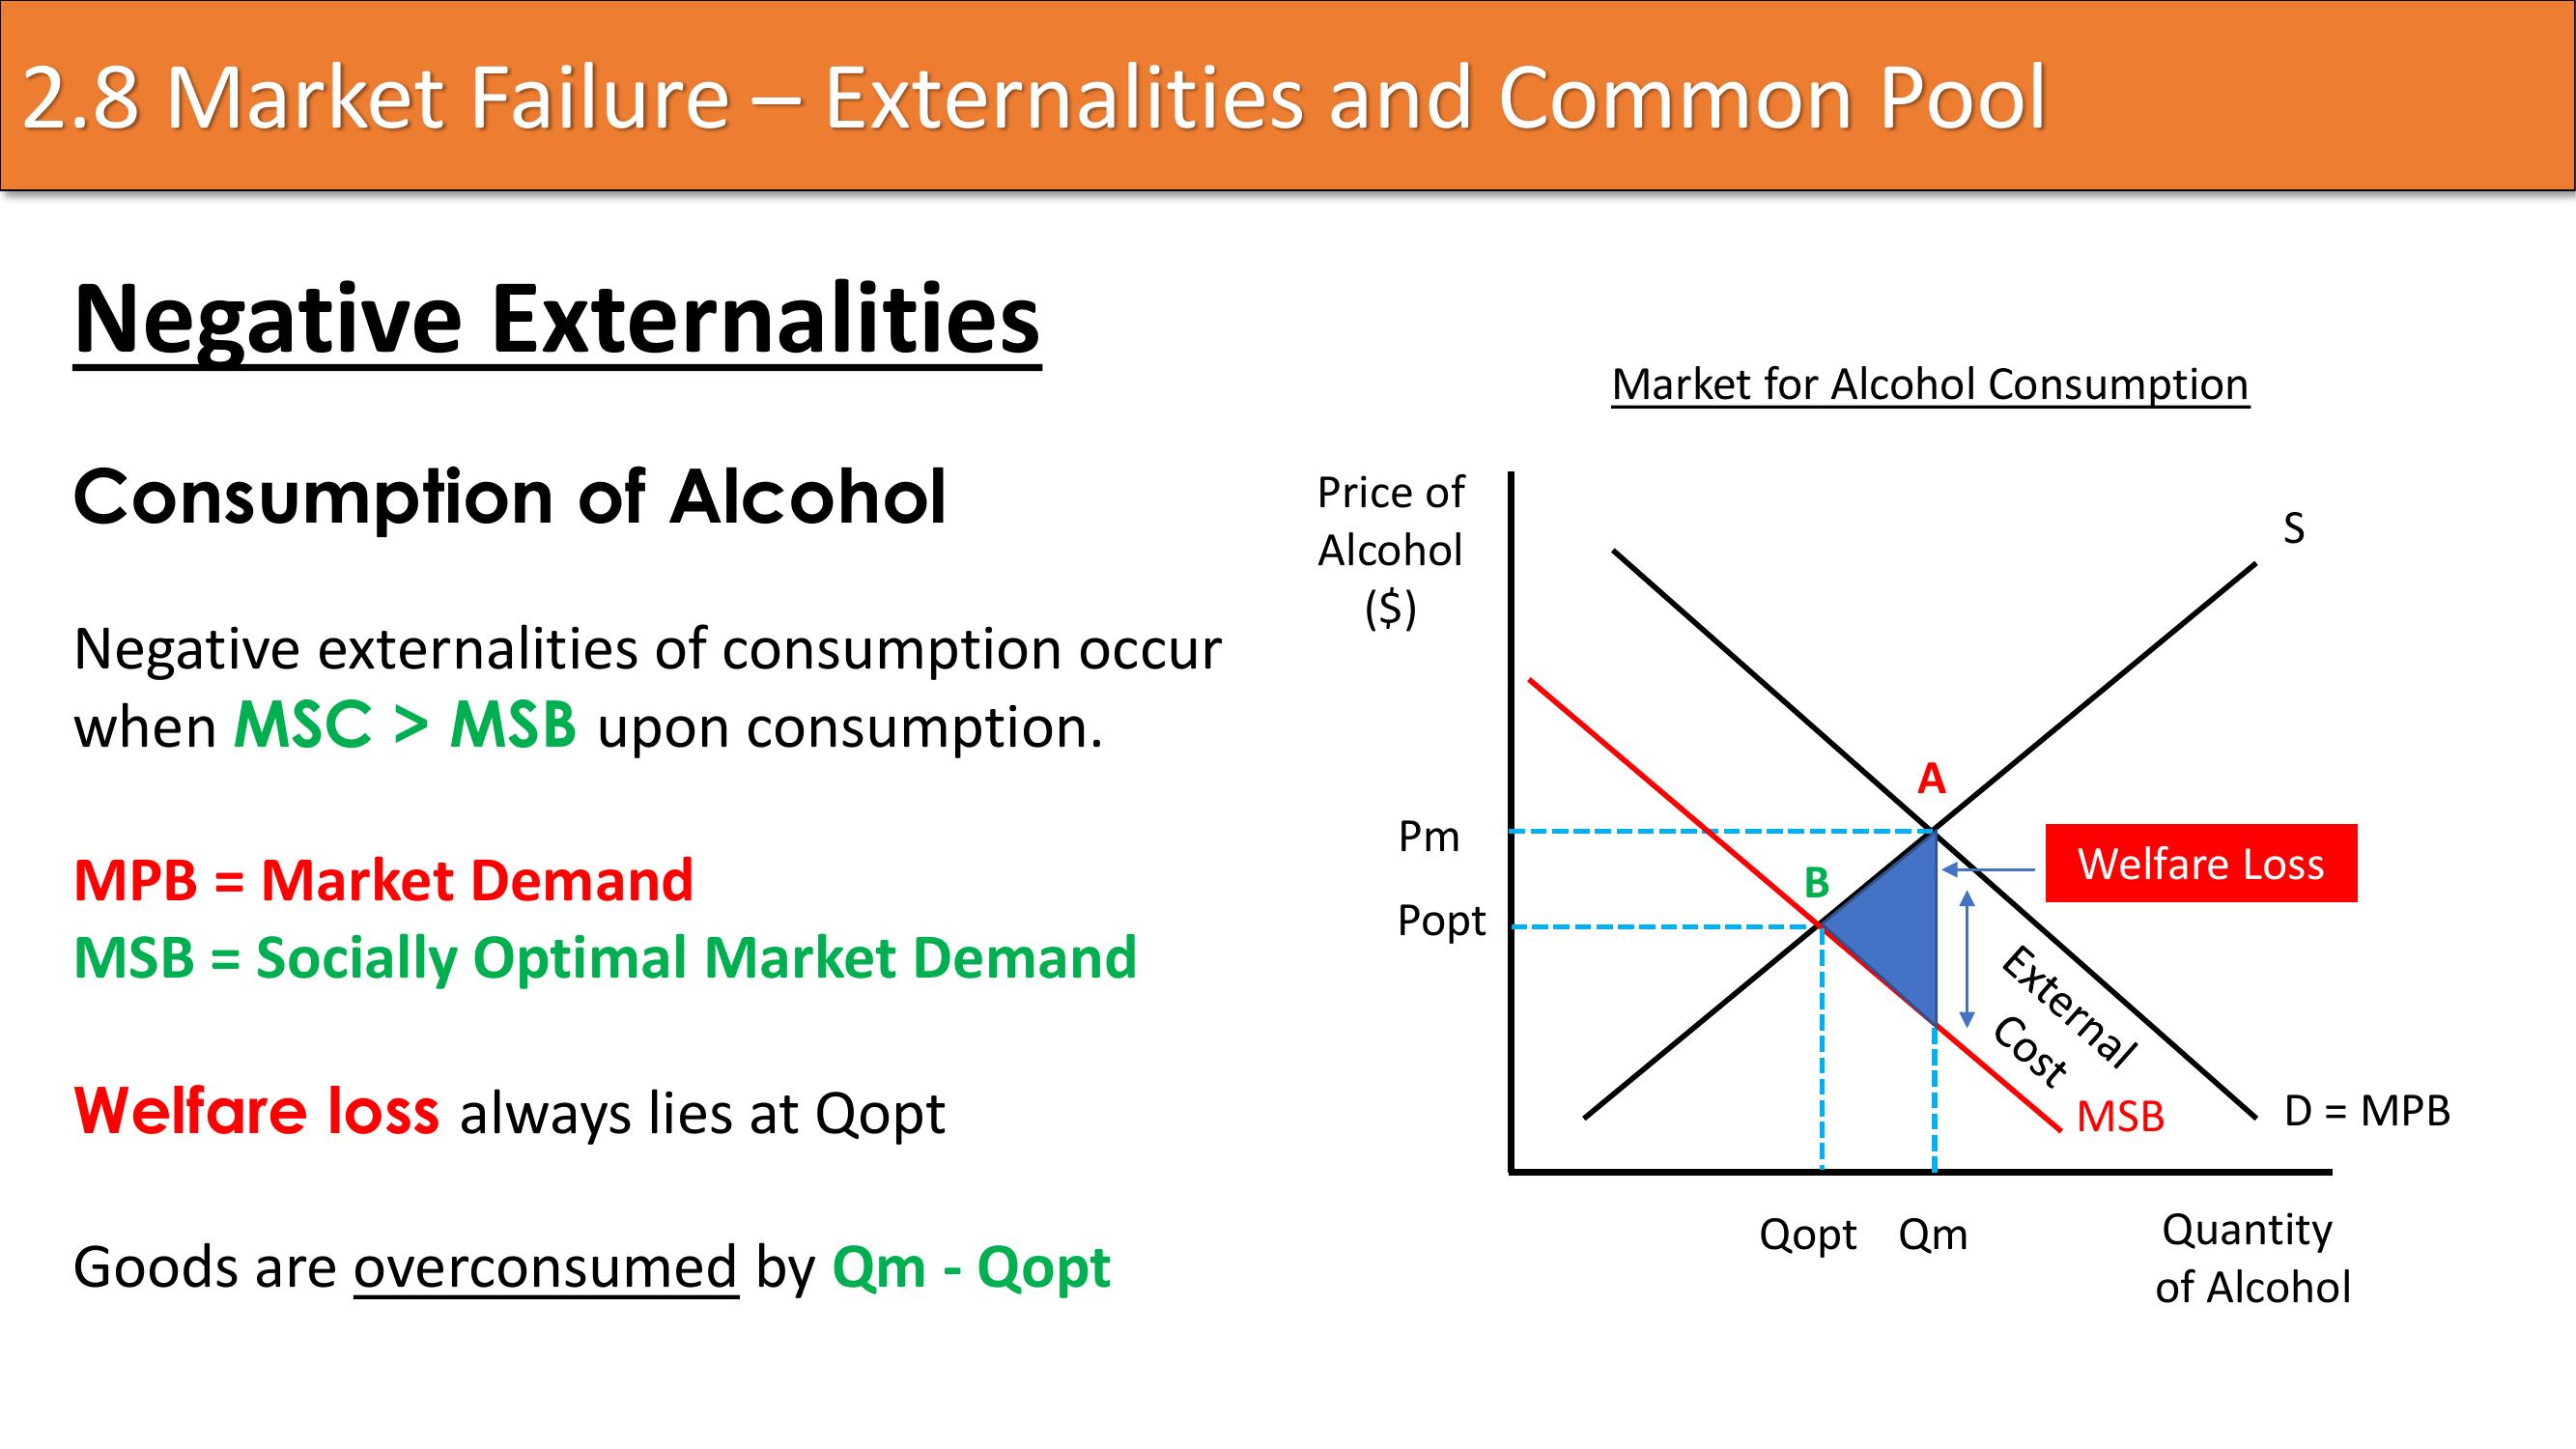 2.8 Market Failure – Externalities and Common Pool
Negative Externalities
Consumption of Alcohol
Negative externalities of consumption occur
when MSC > MSB upon consumption.
MPB = Market Demand
MSB = Socially Optimal Market Demand
Welfare loss always lies at Qopt
Goods are overconsumed by Qm - Qopt
Market for Alcohol Consumption
Price of
Alcohol
($)
S
A
Pm
Welfare Loss
B
Popt
External
Cost
MSB
D = MPB
Qopt
Qm
Quantity
of Alcohol